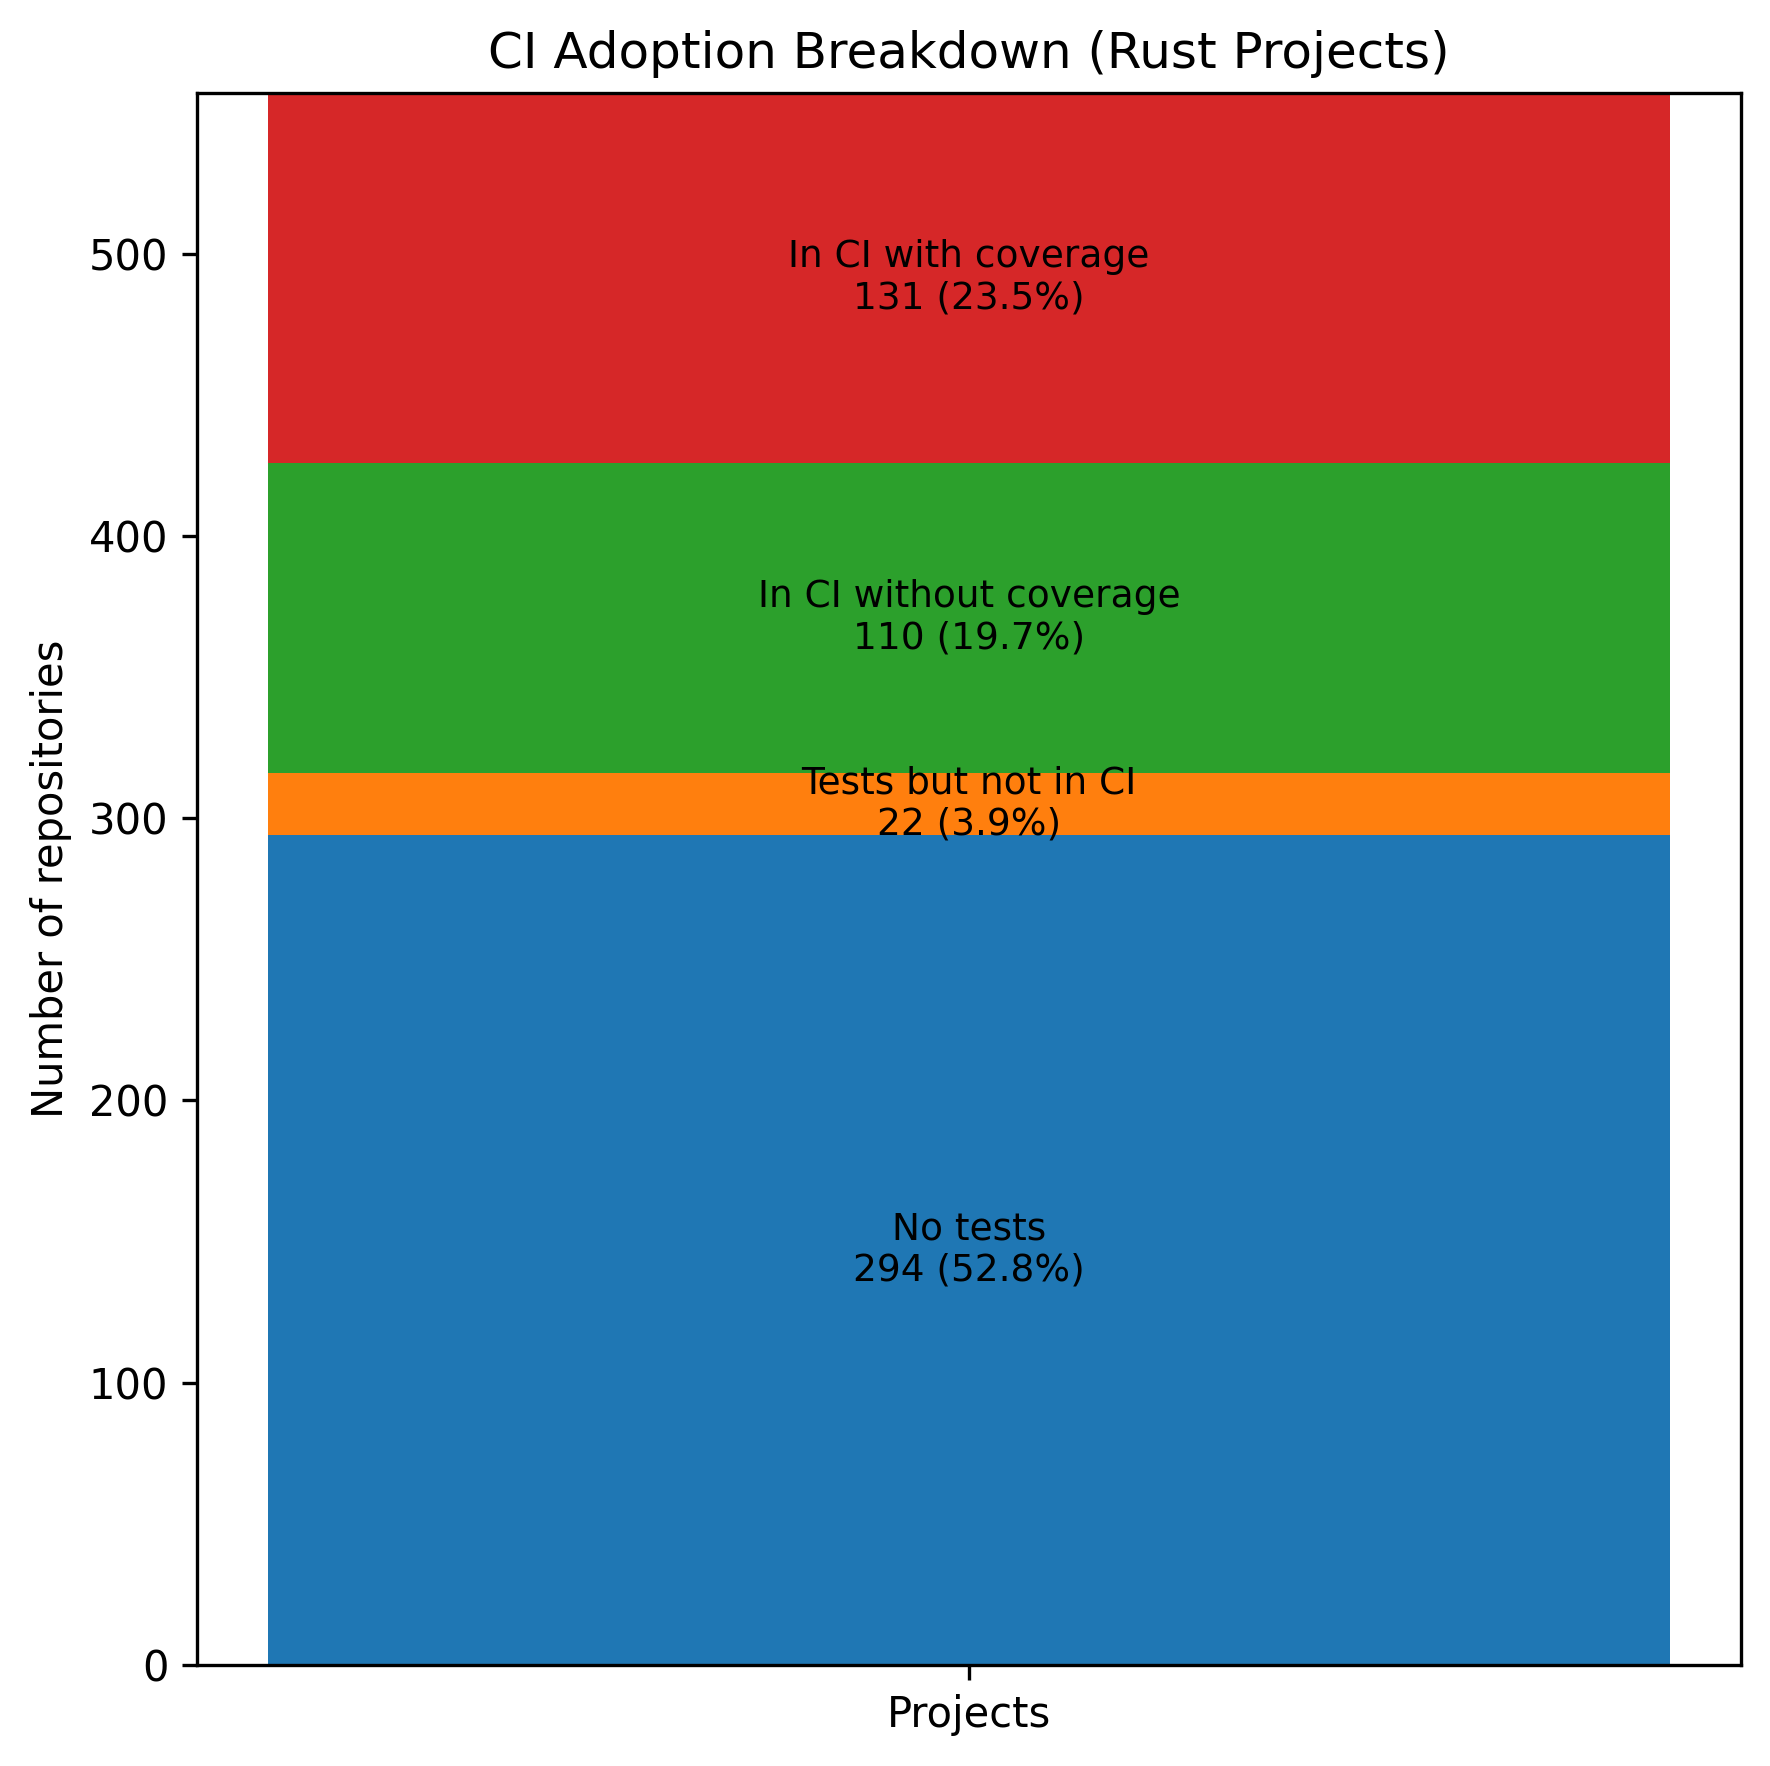 CI Adoption Breakdown (Rust Projects)
Number of repositories
500
400
300
200
100
0
In CI with coverage
131 (23.5%)
In CI without coverage
110 (19.7%)
Tests but not in CI
22 (3.9%)
No tests
294 (52.8%)
Projects